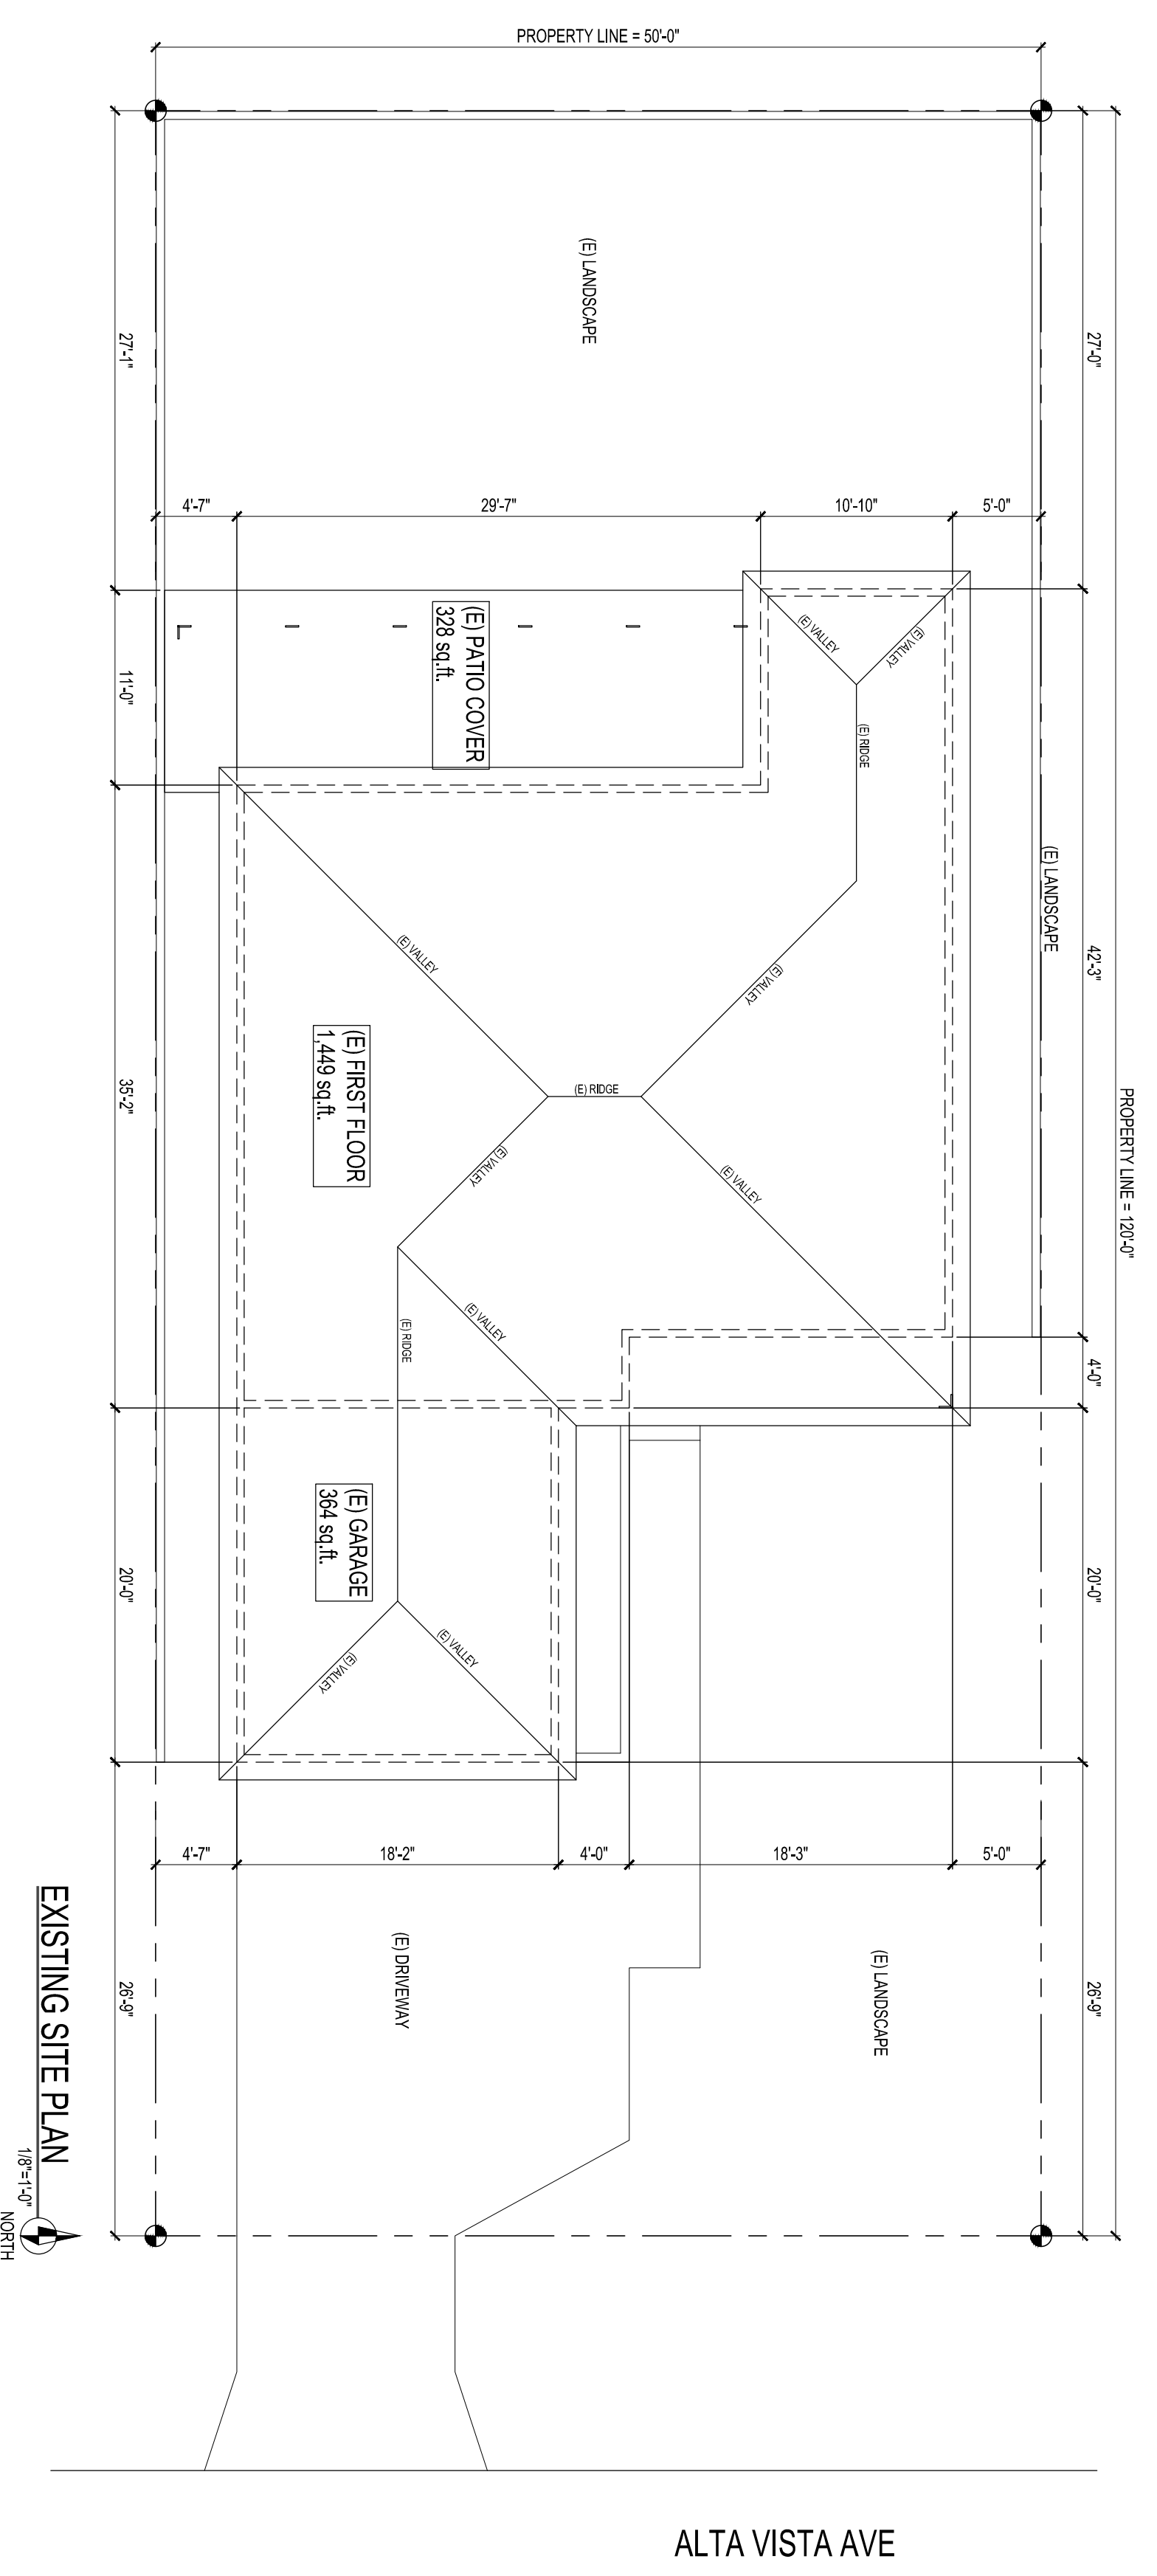 PROPERTY LINE = 50'-0"
(E) LANDSCAPE
27'-1"
27'-0"
4'-7"
29'-7"
10'-10"
5'-0"
(E) VALLEY
(E) VALLEY
(E) PATIO COVER
328 sq.ft.
11'-0"
(E) RIDGE
(E) LANDSCAPE
(E) VALLEY
(E) VALLEY
42'-3"
(E) RIDGE
(E) FIRST FLOOR
1,449 sq.ft.
35'-2"
PROPERTY LINE = 120'-0"
(E) VALLEY
(E) VALLEY
(E) VALLEY
(E) RIDGE
4'-0"
(E) GARAGE
364 sq.ft.
20'-0"
20'-0"
(E) VALLEY
(E) VALLEY
4'-7"
18'-2"
4'-0"
18'-3"
5'-0"
(E) DRIVEWAY
(E) LANDSCAPE
26'-9"
26'-9"
EXISTING SITE PLAN
1/8"=1'-0"
NORTH
ALTA VISTA AVE